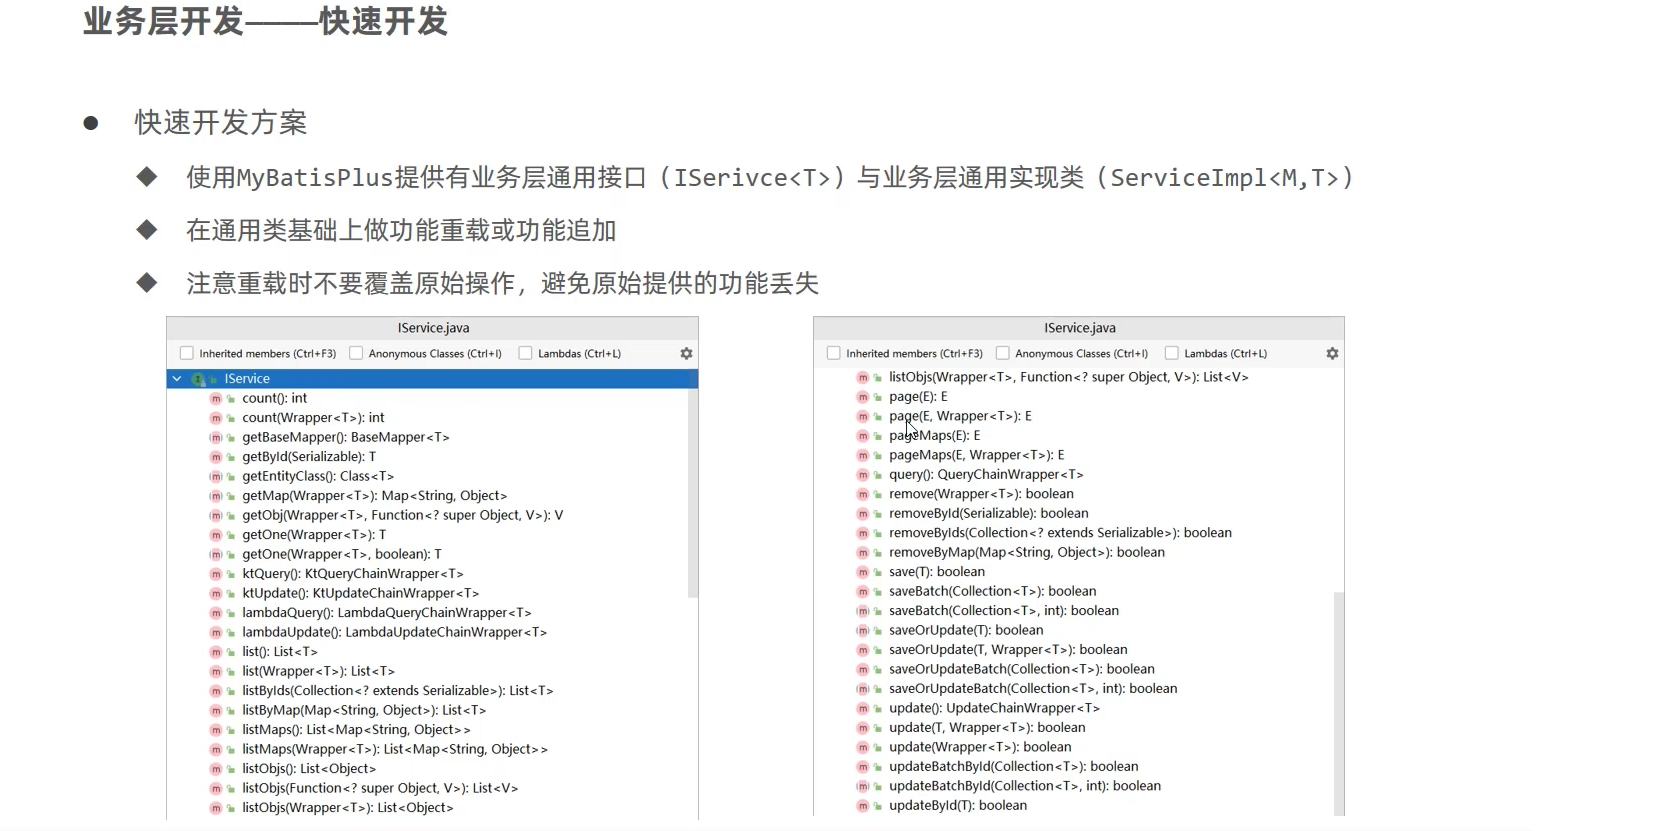 业务层开发————快速开发
● 快速开发方案
◆ 使用MyBatisPlus提供有业务层通用接口（ISerivce<T>）与业务层通用实现类（ServiceImpl<M,T>）
◆ 在通用类基础上做功能重载或功能追加
◆ 注意重载时不要覆盖原始操作，避免原始提供的功能丢失
IService.java
Inherited members (Ctrl+F3) Anonymous Classes (Ctrl+I) Lambdas (Ctrl+L)
IService
count(): int
count(Wrapper<T>): int
getBaseMapper(): BaseMapper<T>
getById(Serializable): T
getEntityClass(): Class<T>
getMap(Wrapper<T>): Map<String, Object>
getObj(Wrapper<T>, Function<? super Object, V>): V
getOne(Wrapper<T>): T
getOne(Wrapper<T>, boolean): T
ktQuery(): KtQueryChainWrapper<T>
ktUpdate(): KtUpdateChainWrapper<T>
lambdaQuery(): LambdaQueryChainWrapper<T>
lambdaUpdate(): LambdaUpdateChainWrapper<T>
list(): List<T>
list(Wrapper<T>): List<T>
listByIds(Collection<? extends Serializable>): List<T>
listByMap(Map<String, Object>): List<T>
listMaps(): List<Map<String, Object>>
listMaps(Wrapper<T>): List<Map<String, Object>>
listObjs(): List<Object>
listObjs(Function<? super Object, V>): List<V>
listObjs(Wrapper<T>): List<Object>
IService.java
Inherited members (Ctrl+F3) Anonymous Classes (Ctrl+I) Lambdas (Ctrl+L)
listObjs(Wrapper<T>, Function<? super Object, V>): List<V>
page(E): E
page(E, Wrapper<T>): E
pageMaps(E): E
pageMaps(E, Wrapper<T>): E
query(): QueryChainWrapper<T>
remove(Wrapper<T>): boolean
removeById(Serializable): boolean
removeByIds(Collection<? extends Serializable>): boolean
removeByMap(Map<String, Object>): boolean
save(T): boolean
saveBatch(Collection<T>): boolean
saveBatch(Collection<T>, int): boolean
saveOrUpdate(T): boolean
saveOrUpdate(T, Wrapper<T>): boolean
saveOrUpdateBatch(Collection<T>): boolean
saveOrUpdateBatch(Collection<T>, int): boolean
update(): UpdateChainWrapper<T>
update(T, Wrapper<T>): boolean
update(Wrapper<T>): boolean
updateBatchById(Collection<T>): boolean
updateBatchById(Collection<T>, int): boolean
updateById(T): boolean